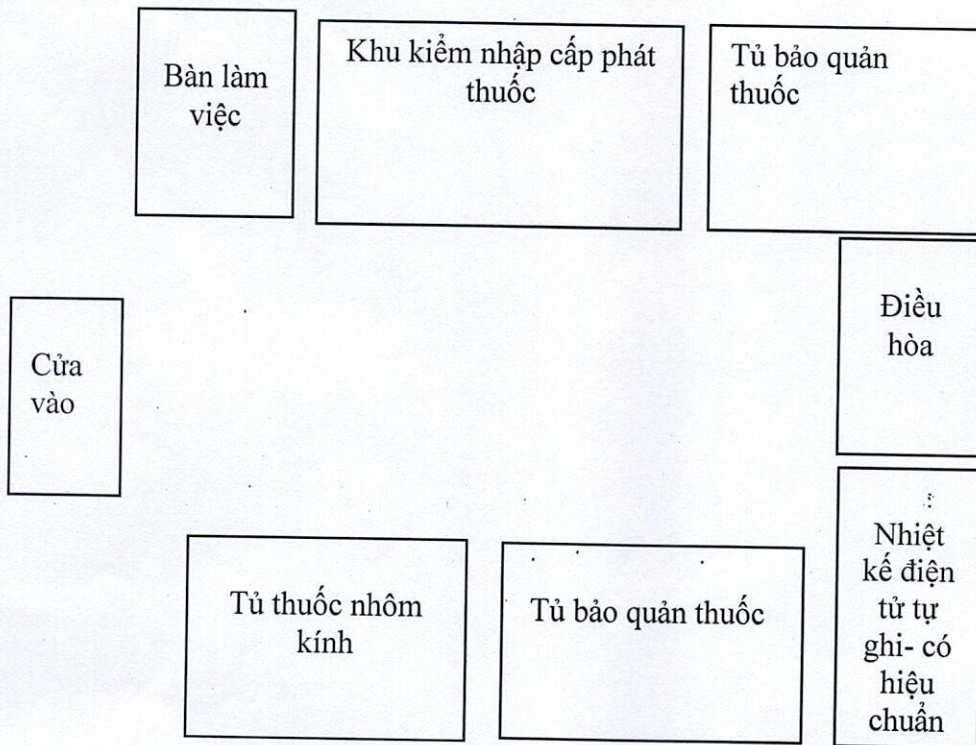 Bàn làm
việc
Khu kiểm nhập cấp phát
thuốc
Tủ bảo quản
thuốc
Cửa
vào
Điều
hòa
Tủ thuốc nhôm
kính
Tủ bảo quản thuốc
Nhiệt
kế điện
tử tự
ghi- có
hiệu
chuẩn